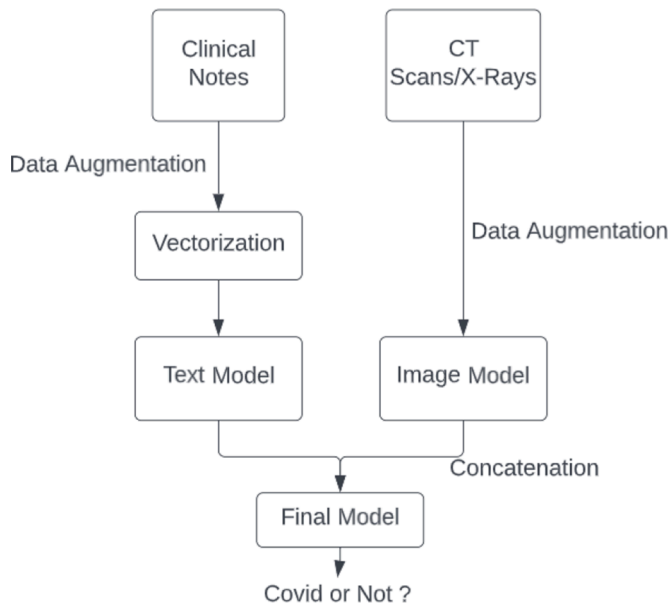 Clinical
Notes
CT
Scans/X-Rays
Data Augmentation
Data Augmentation
Vectorization
Text Model
Image Model
Concatenation
Final Model
Covid or Not ?